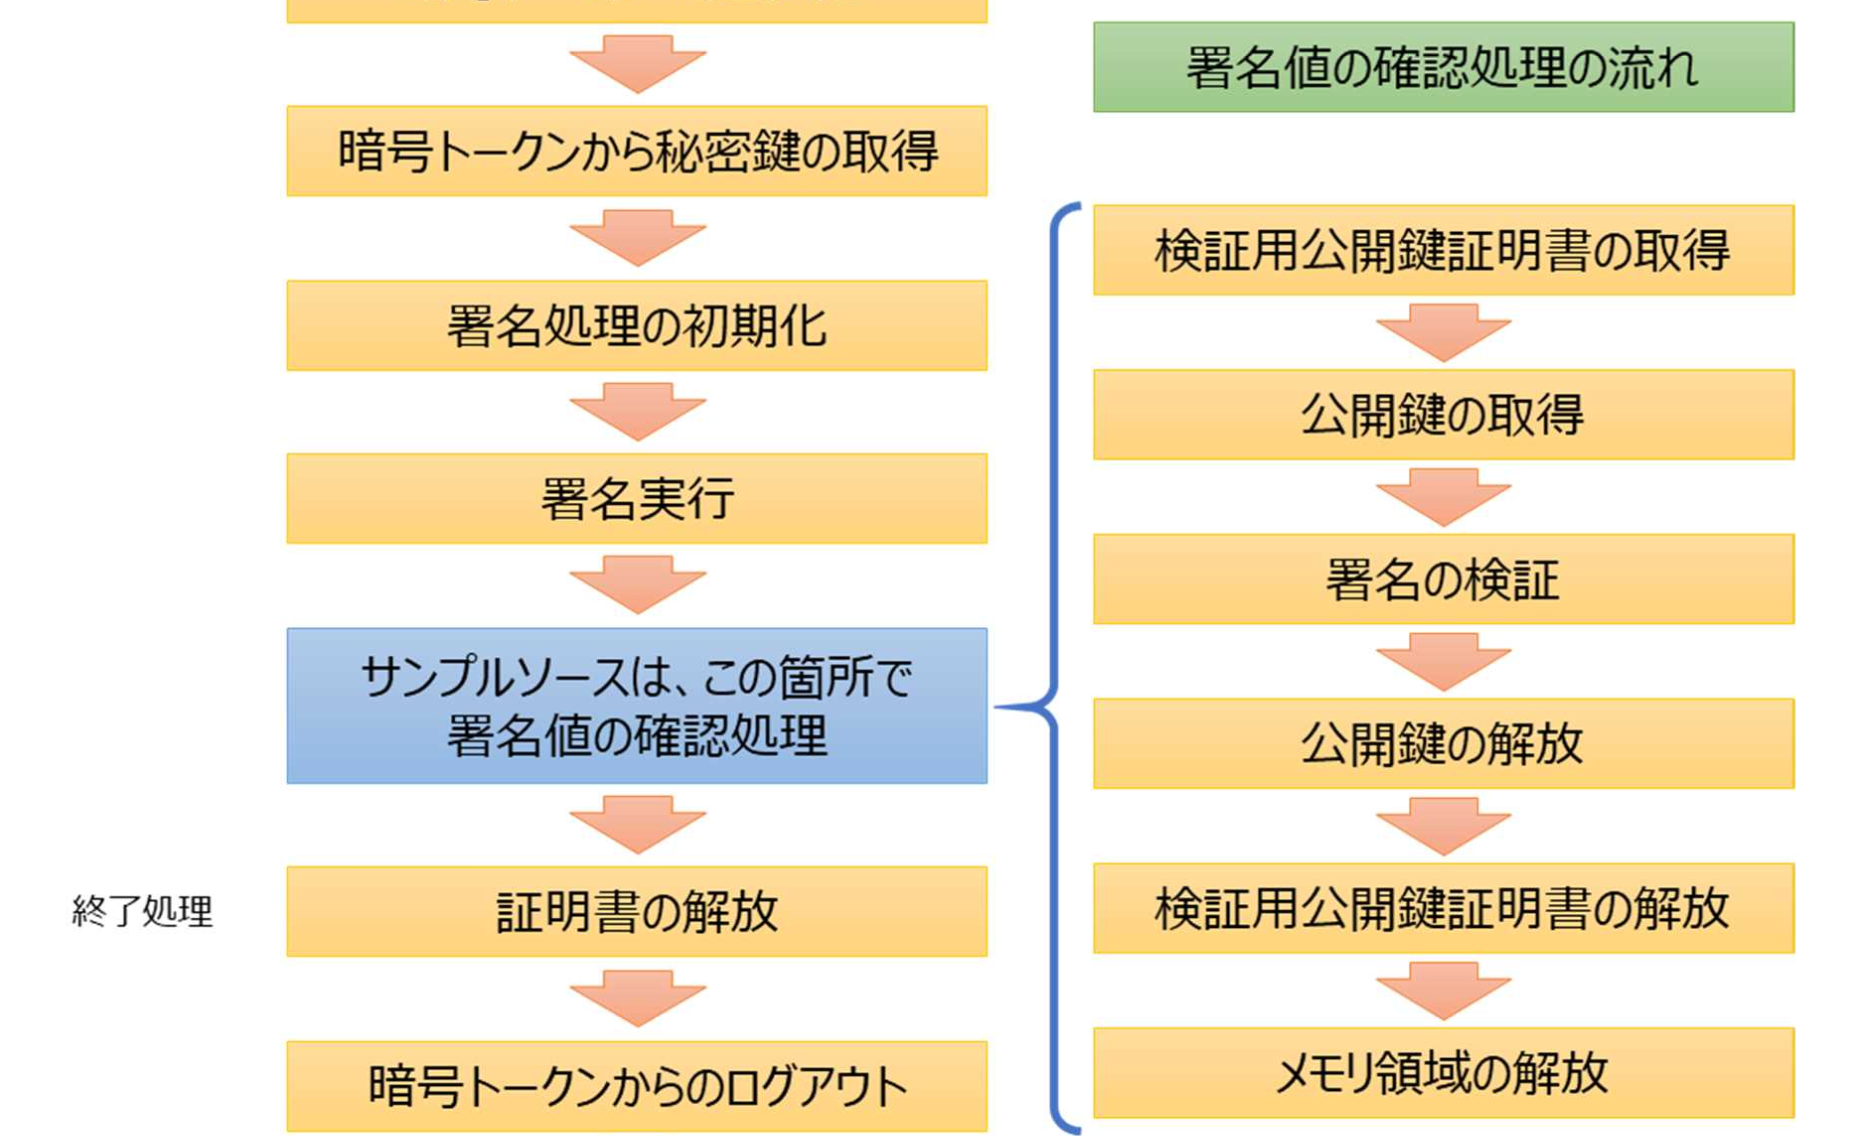 暗号トークンから秘密鍵の取得
署名処理の初期化
署名実行
サンプルソースは、この箇所で
署名値の確認処理
終了処理
証明書の解放
暗号トークンからのログアウト
署名値の確認処理の流れ
検証用公開鍵証明書の取得
公開鍵の取得
署名の検証
公開鍵の解放
検証用公開鍵証明書の解放
メモリ領域の解放